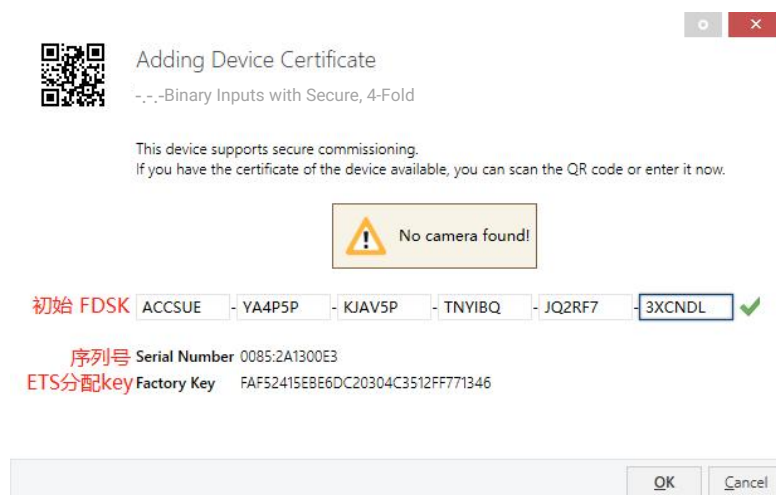 Adding Device Certificate
-.-.-Binary Inputs with Secure, 4-Fold
This device supports secure commissioning.
If you have the certificate of the device available, you can scan the QR code or enter it now.
No camera found!
初始 FDSK ACCSUE - YA4P5P - KJAV5P - TNYIBQ - JQ2RF7 - 3XCNDL
序列号 Serial Number 0085:2A1300E3
ETS分配key Factory Key FAF52415EBE6DC20304C3512FF771346
OK Cancel